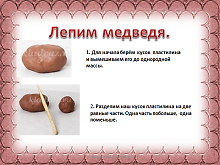 Лепим медведя.
1. Для начала берём кусок пластилина
и вымешиваем его до однородной
массы.
2. Разделим наш кусок пластилина на две
равные части. Одна часть побольше, одна
поменьше.